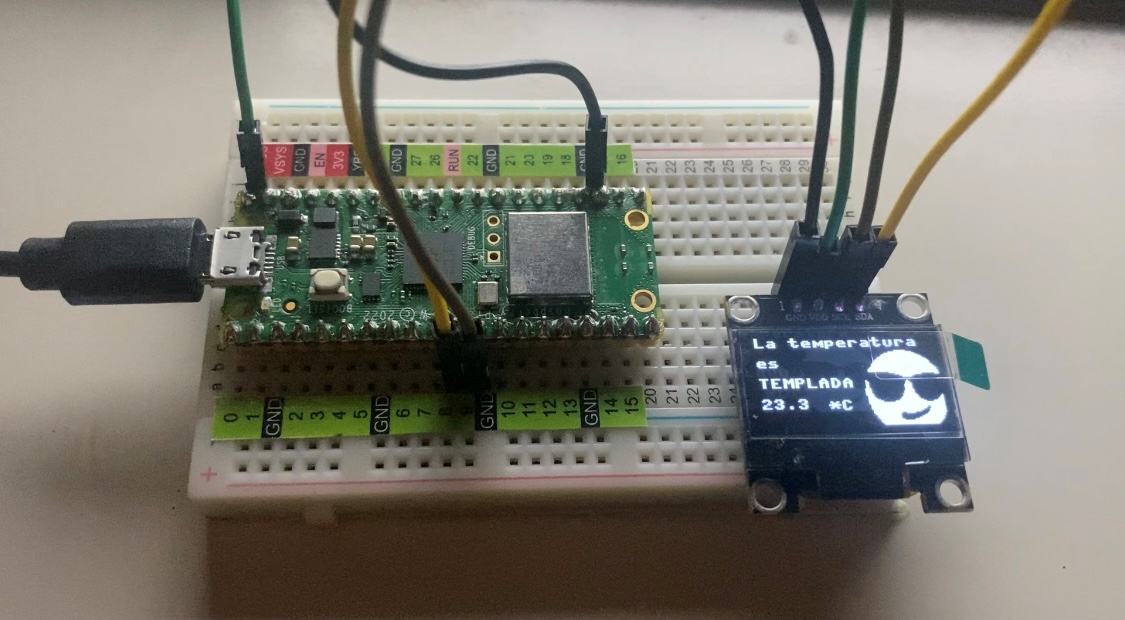 VSYS GND EN 3V3 GND 27 26 RUN 22 GND 21 20 19 18 GND 16
21 22 23 24 25 26 27 28 29
DEBUG
© 2022
0 1 GND 2 3 4 5 GND 6 7 8 9 GND 10 11 12 13 GND 14 15 20 21 22 23
GND VDD SCK SDA
La temperatura
es
TEMPLADA
23.3 *C